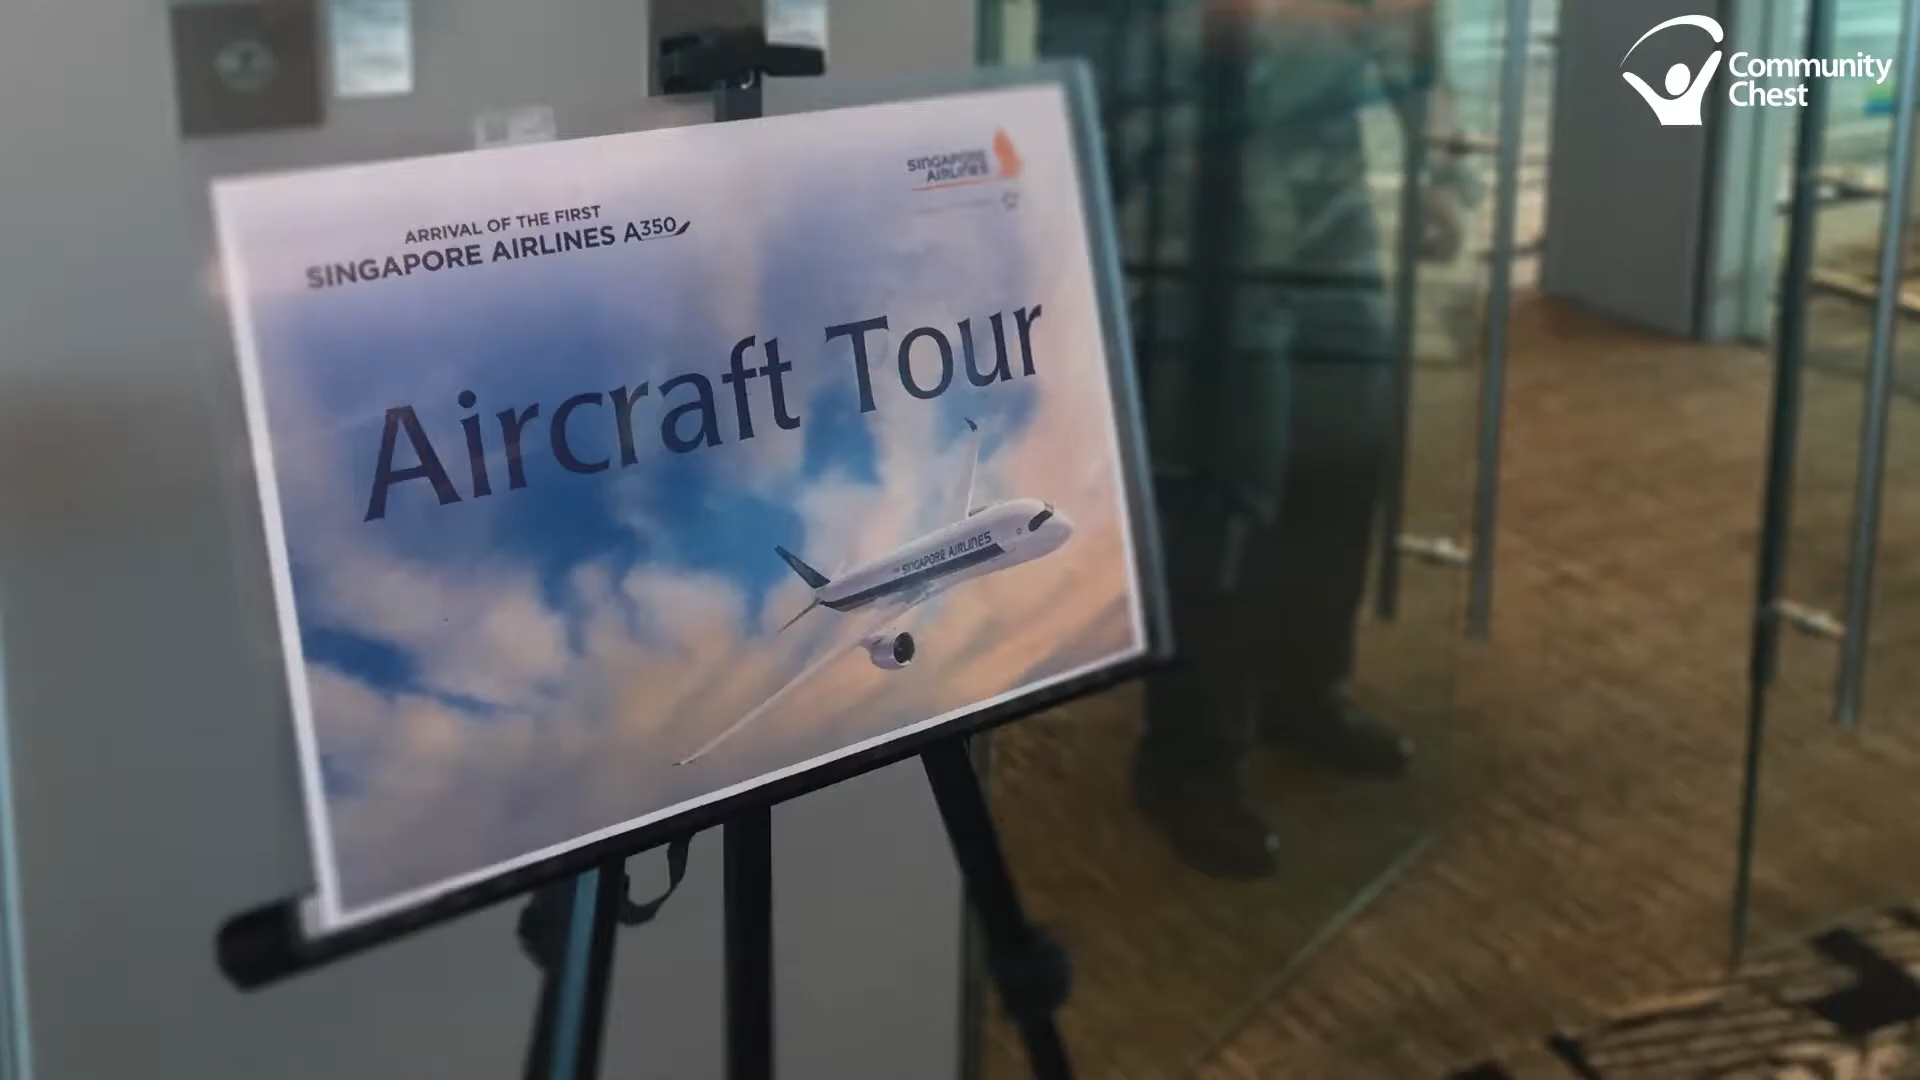 Community
Chest
SINGAPORE
AIRLINES
ARRIVAL OF THE FIRST
SINGAPORE AIRLINES A350
Aircraft Tour
SINGAPORE AIRLINES